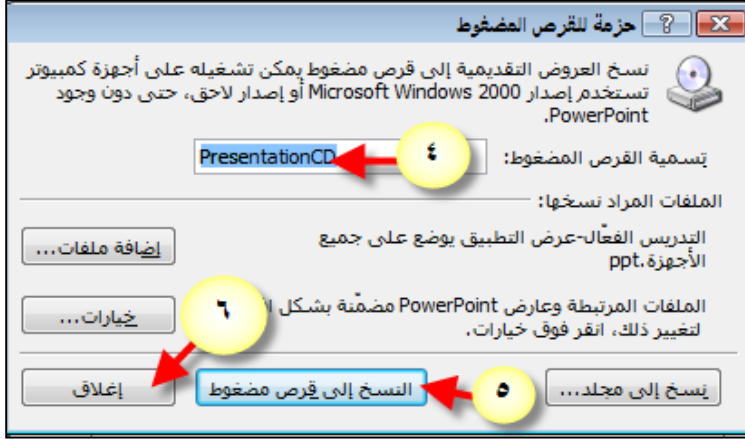 حزمة للقرص المضغوط
نسخ العروض التقديمية إلى قرص مضغوط يمكن تشغيله على أجهزة كمبيوتر
تستخدم إصدار Microsoft Windows 2000 أو إصدار لاحق، حتى دون وجود
PowerPoint.
تسمية القرص المضغوط:
PresentationCD
٤
الملفات المراد نسخها:
التدريس الفعّال-عرض التطبيق يوضع على جميع
الأجهزة.ppt
إضافة ملفات...
الملفات المرتبطة وعارض PowerPoint مضمّنة بشكل
لتغيير ذلك، انقر فوق خيارات.
خيارات...
٦
نسخ إلى مجلد...
٥
النسخ إلى قرص مضغوط
إغلاق